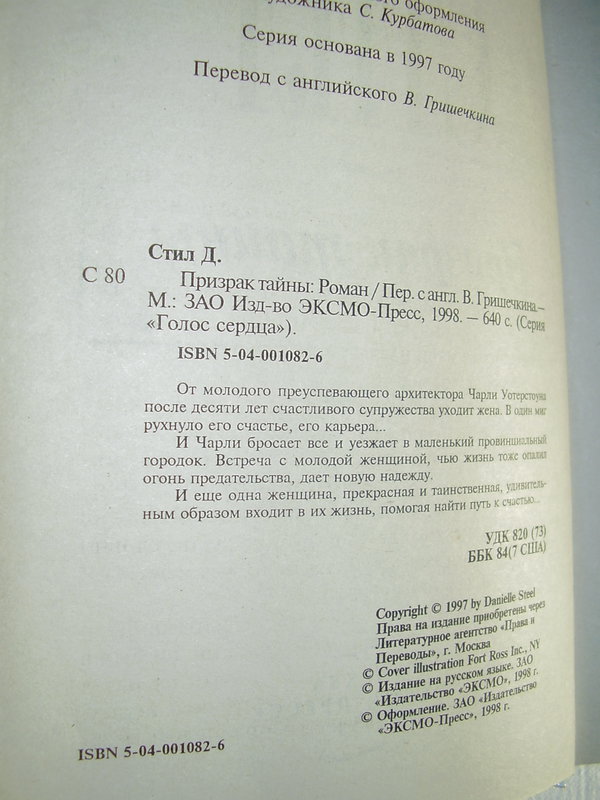 оформления
художника С. Курбатова
Серия основана в 1997 году
Перевод с английского В. Гришечкина
Стил Д.
С 80
Призрак тайны: Роман / Пер. с англ. В. Гришечкина.—
М.: ЗАО Изд-во ЭКСМО-Пресс, 1998. — 640 с. (Серия
«Голос сердца»).
ISBN 5-04-001082-6
От молодого преуспевающего архитектора Чарли Уотерстоуна
после десяти лет счастливого супружества уходит жена. В один миг
рухнуло его счастье, его карьера...
И Чарли бросает все и уезжает в маленький провинциальный
городок. Встреча с молодой женщиной, чью жизнь тоже опалил
огонь предательства, дает новую надежду.
И еще одна женщина, прекрасная и таинственная, удивитель-
ным образом входит в их жизнь, помогая найти путь к счастью...
УДК 820 (73)
ББК 84(7 США)
Copyright © 1997 by Danielle Steel
Права на издание приобретены через
Литературное агентство «Права и
Переводы», г. Москва
© Cover illustration Fort Ross Inc., NY
© Издание на русском языке. ЗАО
«Издательство «ЭКСМО», 1998 г.
© Оформление. ЗАО «Издательство
«ЭКСМО-Пресс», 1998 г.
ISBN 5-04-001082-6